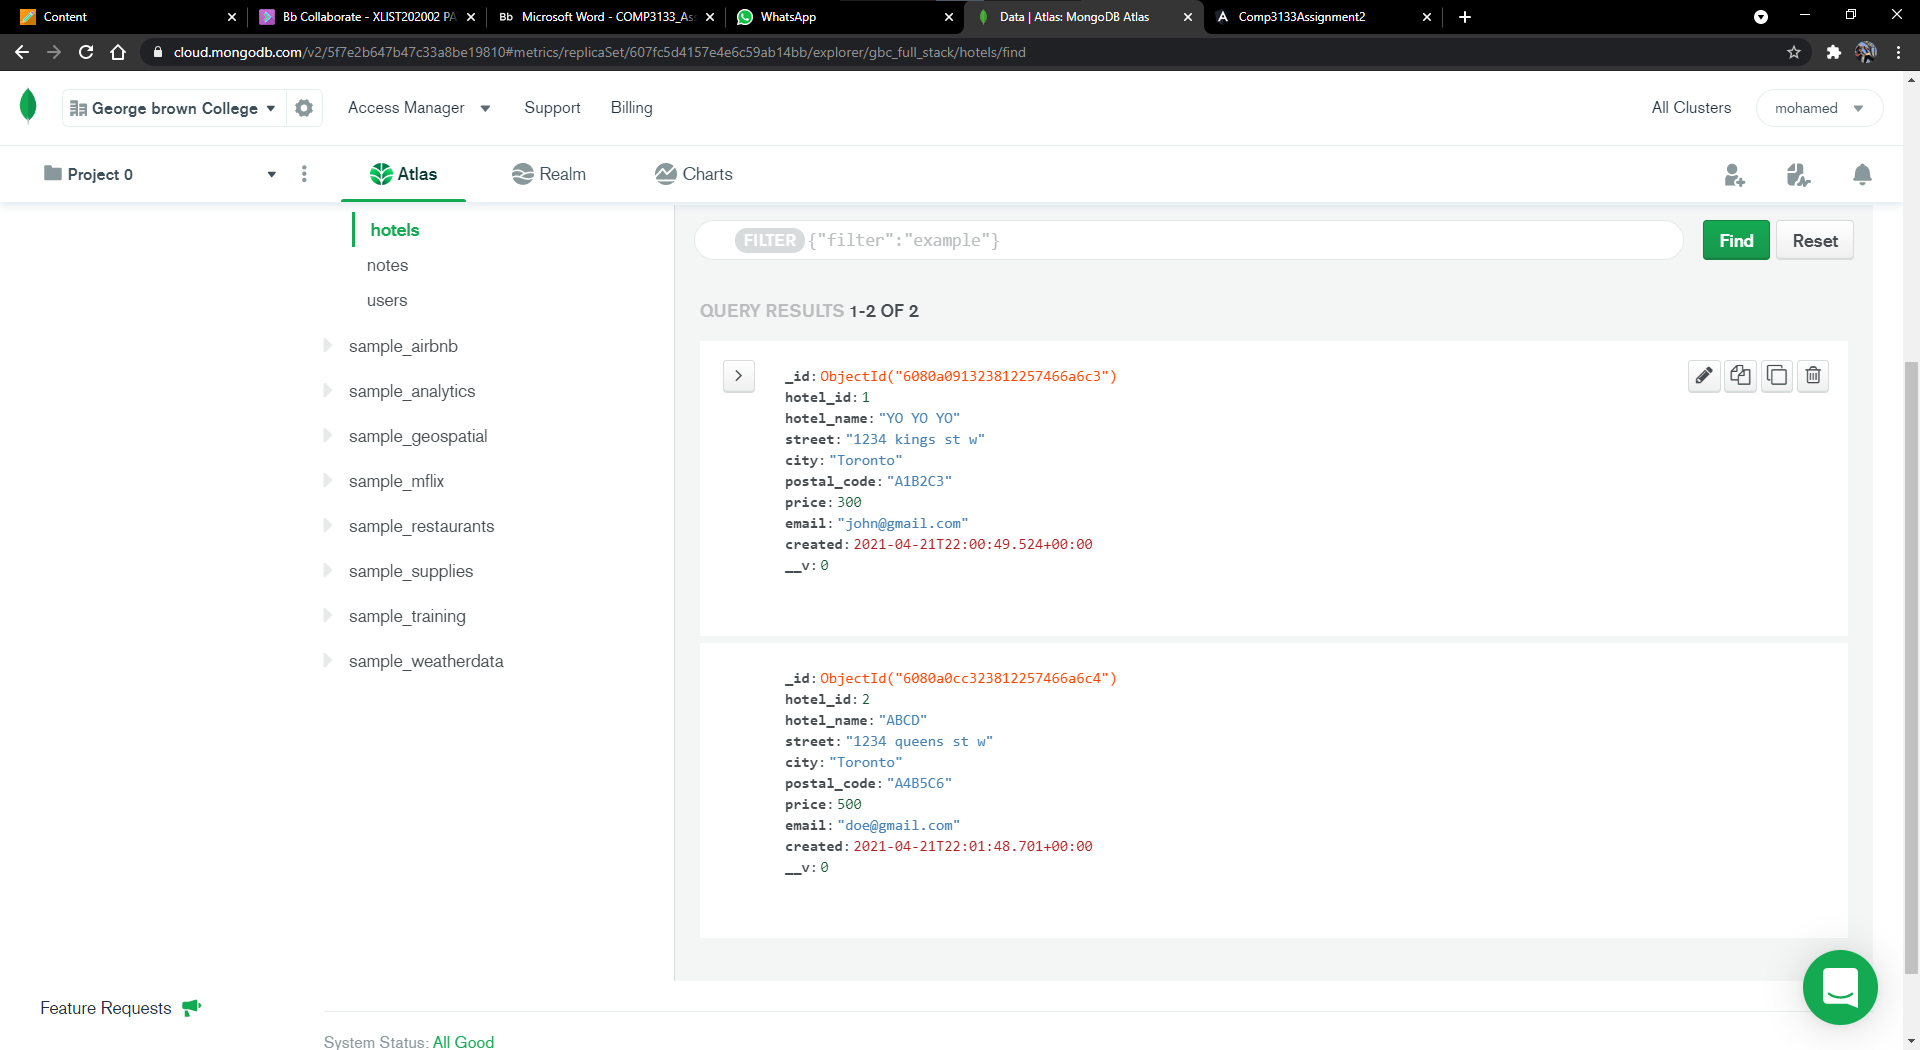 Content
Bb Collaborate - XLIST202002 PA
Bb Microsoft Word - COMP3133_As
WhatsApp
Data | Atlas: MongoDB Atlas
Comp3133Assignment2
cloud.mongodb.com/v2/5f7e2b647b47c33a8be19810#metrics/replicaSet/607fc5d4157e4e6c59ab14bb/explorer/gbc_full_stack/hotels/find
George brown College
Access Manager
Support
Billing
All Clusters
mohamed
Project 0
Atlas
Realm
Charts
hotels
notes
users
sample_airbnb
sample_analytics
sample_geospatial
sample_mflix
sample_restaurants
sample_supplies
sample_training
sample_weatherdata
FILTER {"filter":"example"}
Find
Reset
QUERY RESULTS 1-2 OF 2
_id: ObjectId("6080a091323812257466a6c3")
hotel_id: 1
hotel_name: "YO YO YO"
street: "1234 kings st w"
city: "Toronto"
postal_code: "A1B2C3"
price: 300
email: "john@gmail.com"
created: 2021-04-21T22:00:49.524+00:00
__v: 0
_id: ObjectId("6080a0cc323812257466a6c4")
hotel_id: 2
hotel_name: "ABCD"
street: "1234 queens st w"
city: "Toronto"
postal_code: "A4B5C6"
price: 500
email: "doe@gmail.com"
created: 2021-04-21T22:01:48.701+00:00
__v: 0
Feature Requests
System Status: All Good